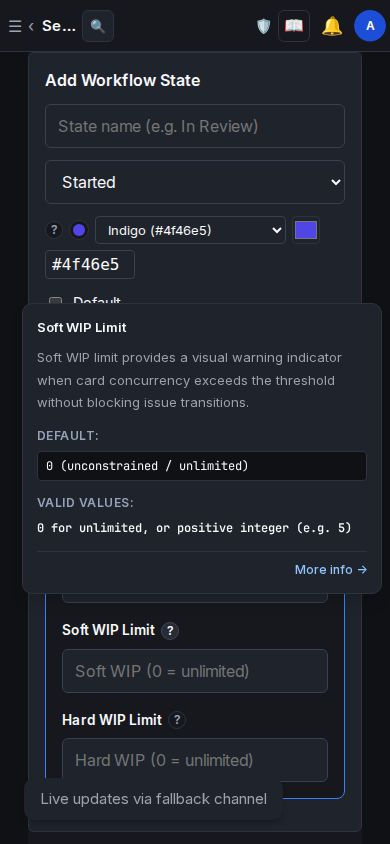 Se...
A
Add Workflow State
State name (e.g. In Review)
Started
? Indigo (#4f46e5)
#4f46e5
Default
Soft WIP Limit
Soft WIP limit provides a visual warning indicator
when card concurrency exceeds the threshold
without blocking issue transitions.
DEFAULT:
0 (unconstrained / unlimited)
VALID VALUES:
0 for unlimited, or positive integer (e.g. 5)
More info →
Soft WIP Limit ?
Soft WIP (0 = unlimited)
Hard WIP Limit ?
Hard WIP (0 = unlimited)
Live updates via fallback channel